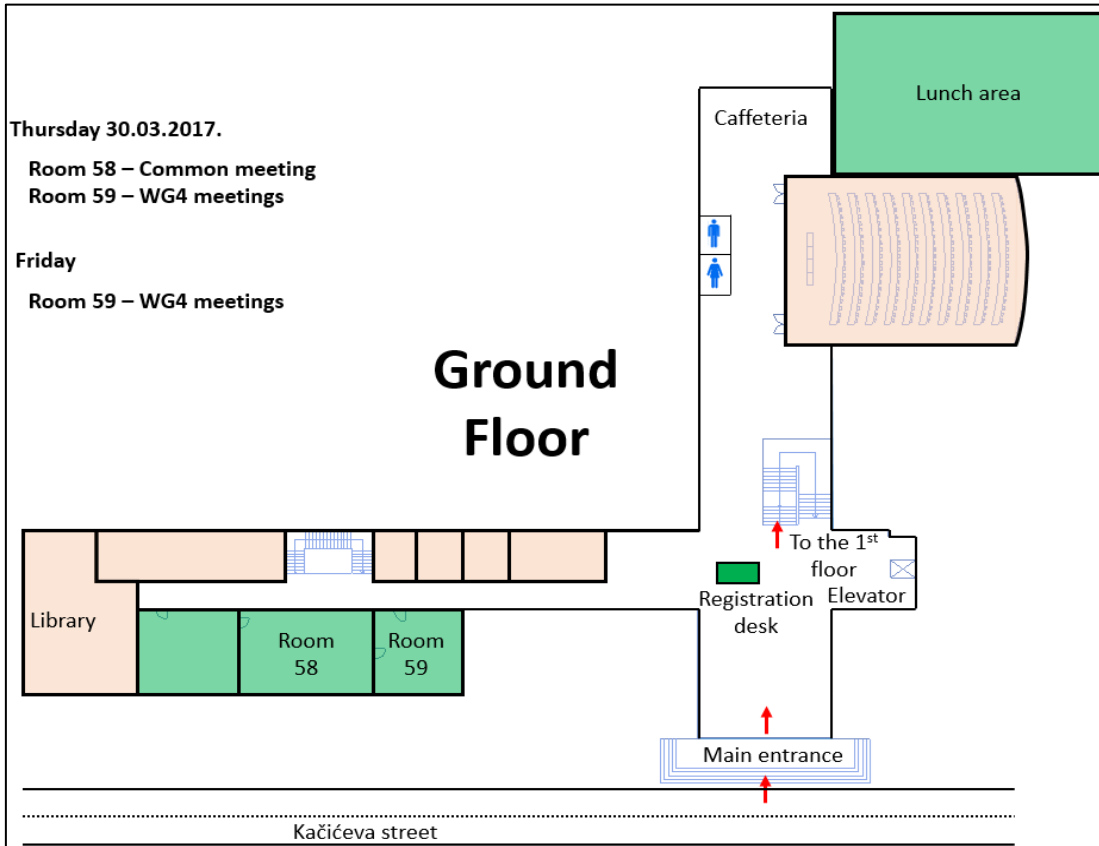 Lunch area
Caffeteria
Thursday 30.03.2017.
Room 58 – Common meeting
Room 59 – WG4 meetings
Friday
Room 59 – WG4 meetings
Ground
Floor
To the 1st
floor
Elevator
Registration
desk
Library
Room
58
Room
59
Main entrance
Kačićeva street